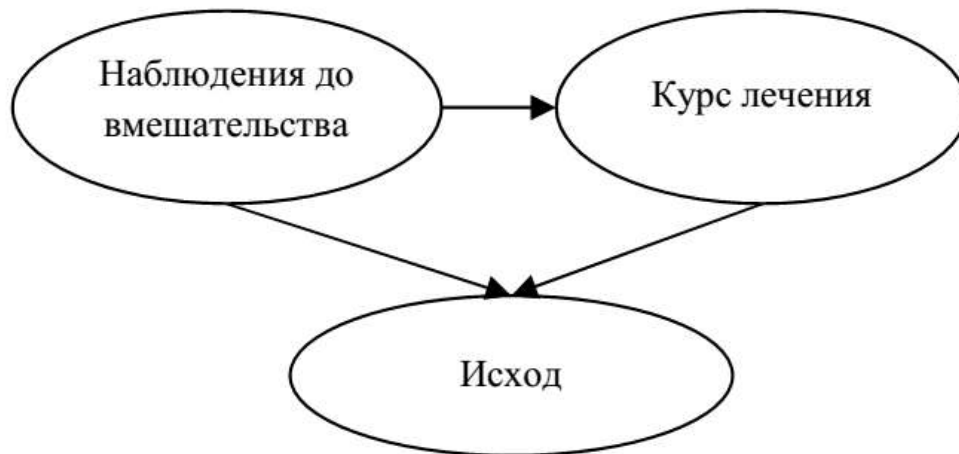 Наблюдения до
вмешательства
Курс лечения
Исход